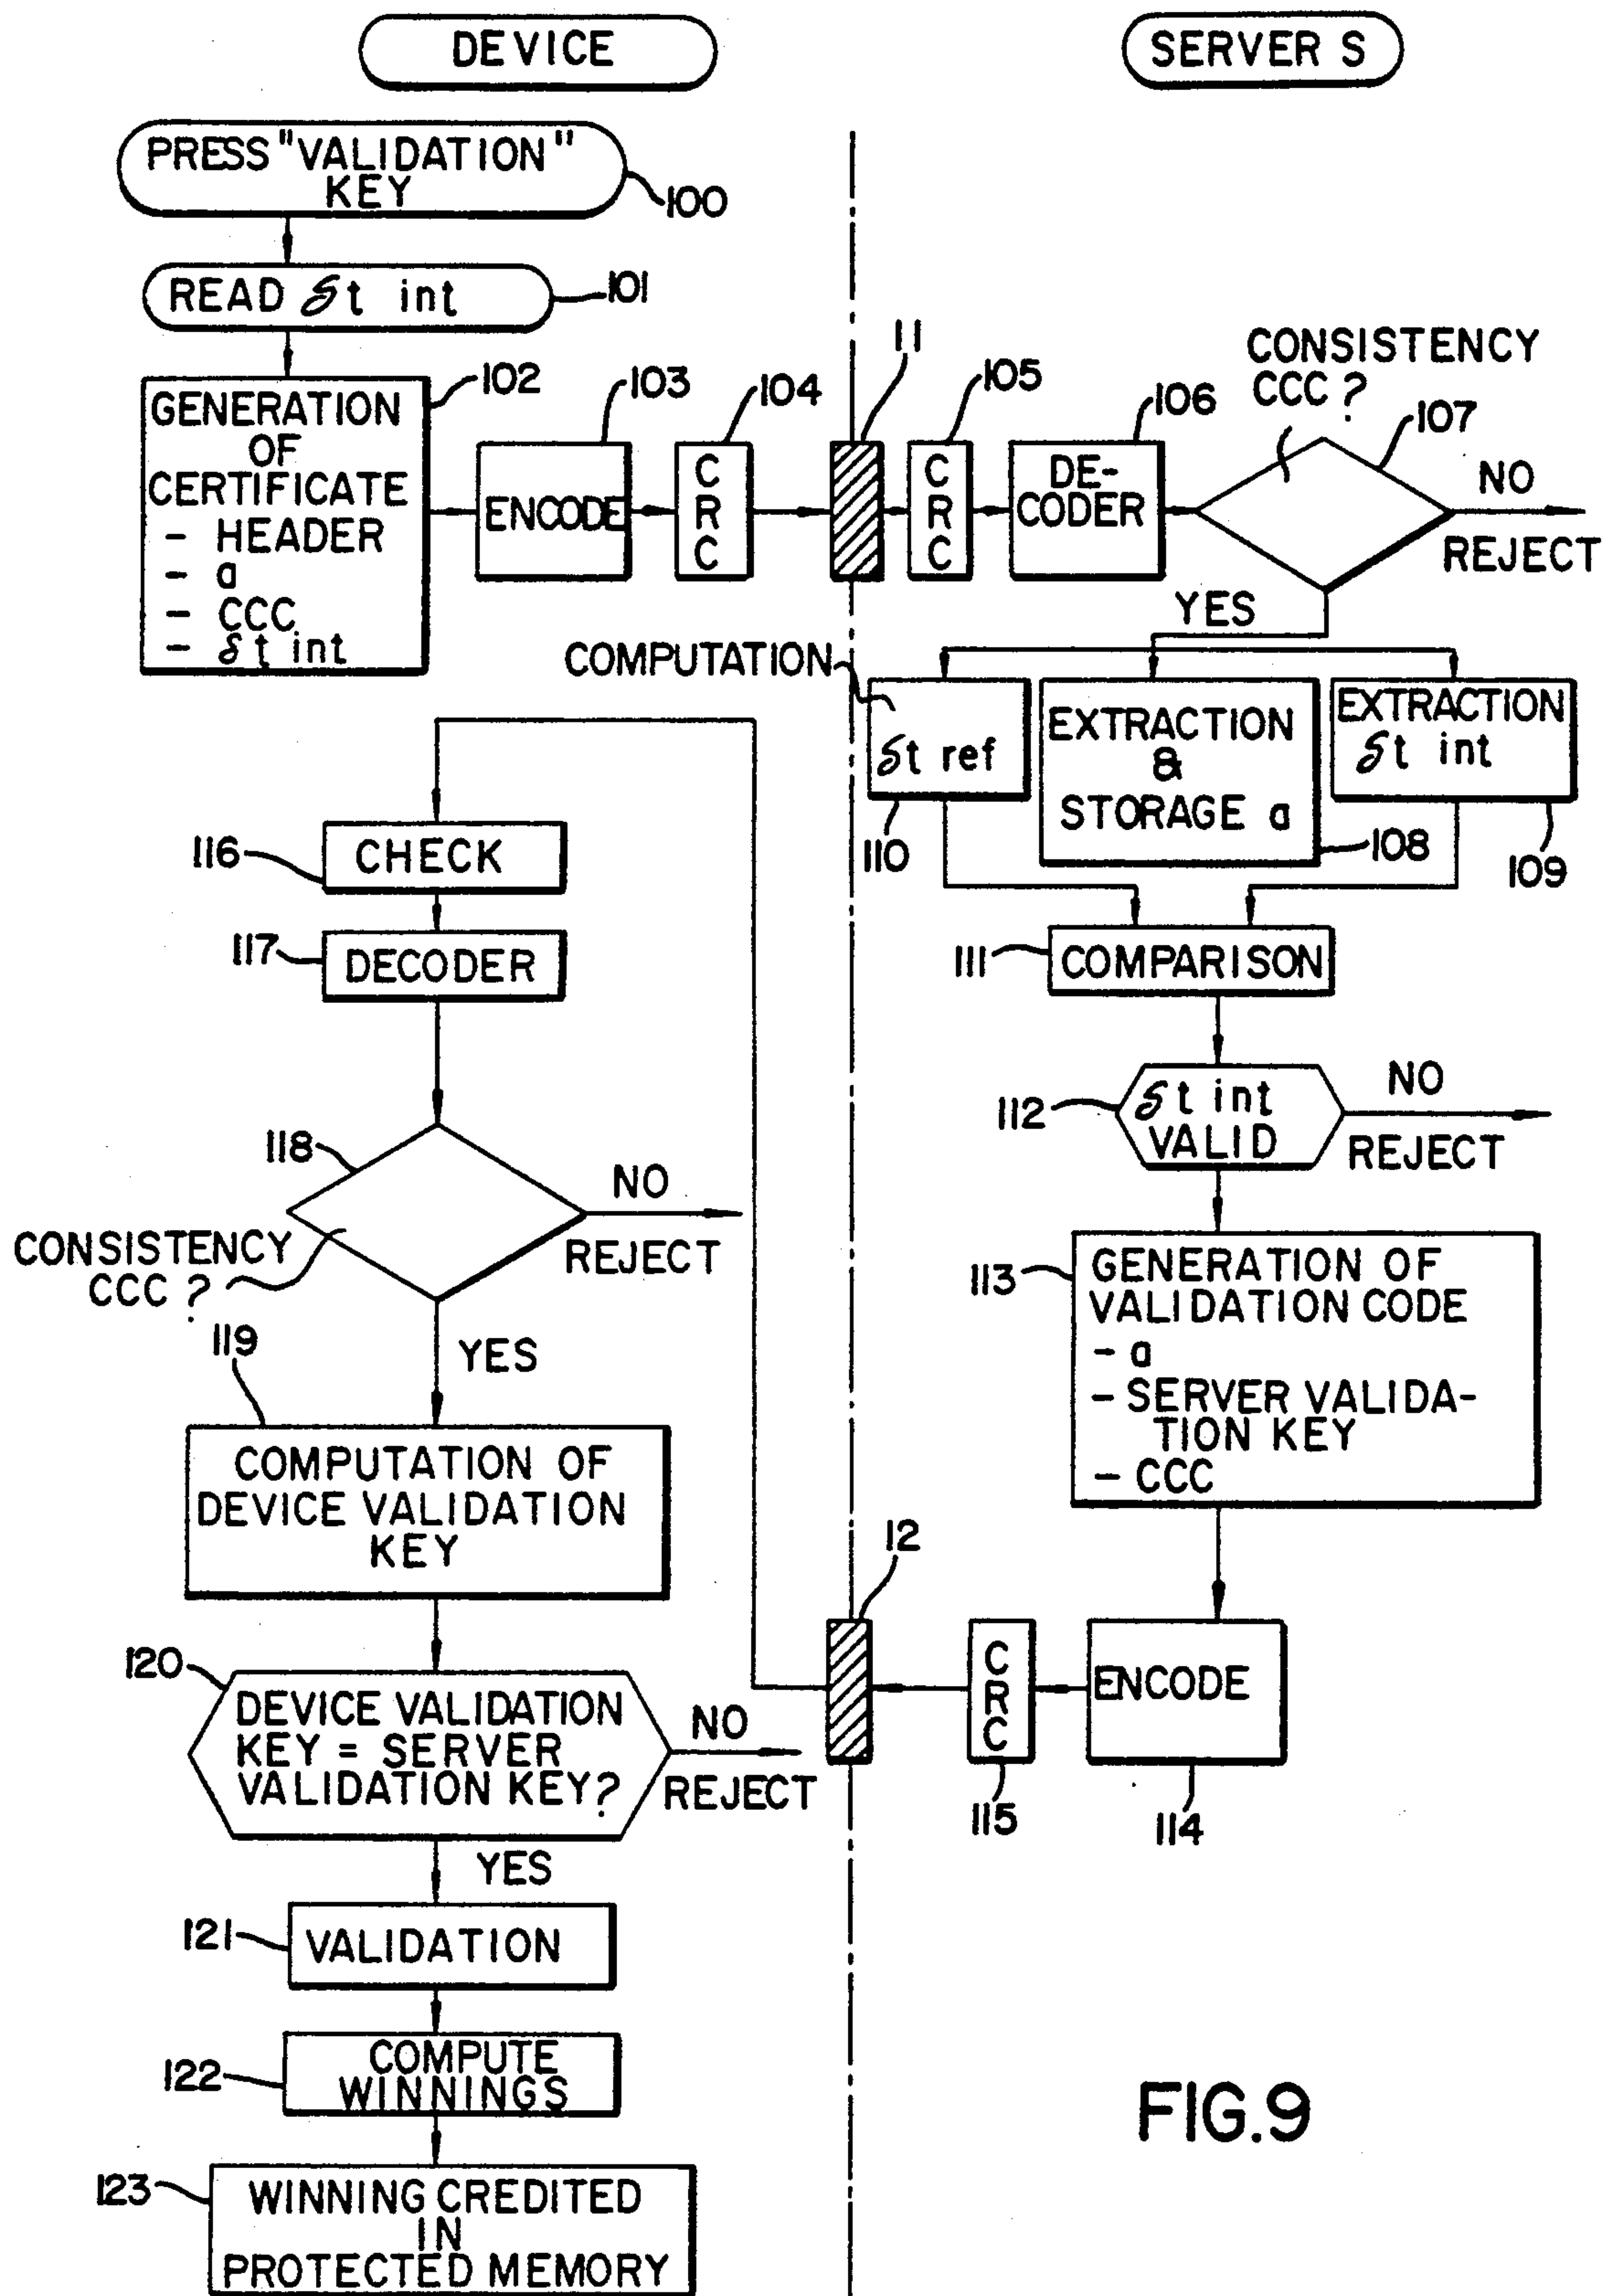 DEVICE
SERVER S
PRESS "VALIDATION"
KEY
100
READ δt int
101
GENERATION
OF
CERTIFICATE
- HEADER
- a
- CCC
- δt int
102
ENCODE
103
C
R
C
104
11
C
R
C
105
DE-
CODER
106
CONSISTENCY
CCC ?
107
NO
REJECT
YES
COMPUTATION
δt ref
110
EXTRACTION
&
STORAGE a
108
EXTRACTION
δt int
109
111
COMPARISON
112
δt int
VALID
NO
REJECT
113
GENERATION OF
VALIDATION CODE
- a
- SERVER VALIDA-
TION KEY
- CCC
ENCODE
114
C
R
C
115
12
116
CHECK
117
DECODER
118
CONSISTENCY
CCC ?
NO
REJECT
YES
119
COMPUTATION OF
DEVICE VALIDATION
KEY
120
DEVICE VALIDATION
KEY = SERVER
VALIDATION KEY?
NO
REJECT
YES
121
VALIDATION
122
COMPUTE
WINNINGS
123
WINNING CREDITED
IN
PROTECTED MEMORY
FIG.9